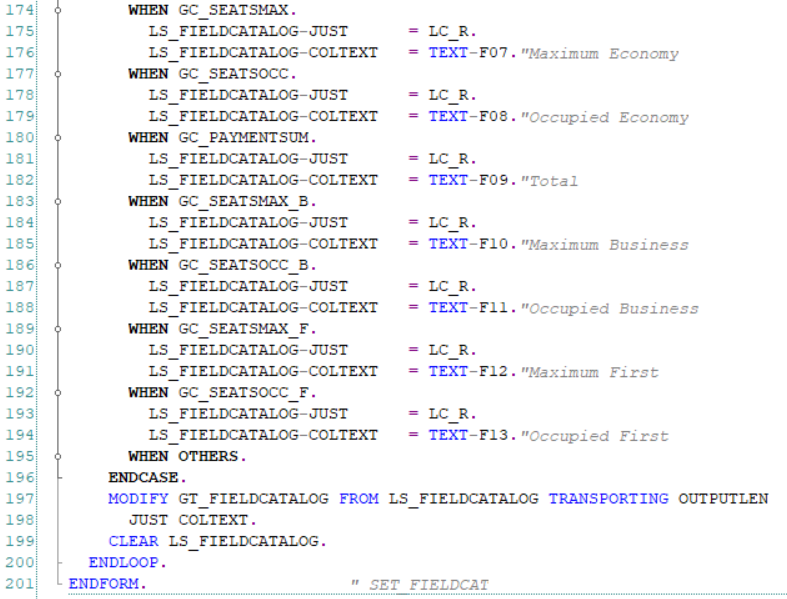 174 WHEN GC_SEATSMAX.
175 LS_FIELDCATALOG-JUST = LC_R.
176 LS_FIELDCATALOG-COLTEXT = TEXT-F07."Maximum Economy
177 WHEN GC_SEATSOCC.
178 LS_FIELDCATALOG-JUST = LC_R.
179 LS_FIELDCATALOG-COLTEXT = TEXT-F08."Occupied Economy
180 WHEN GC_PAYMENTSUM.
181 LS_FIELDCATALOG-JUST = LC_R.
182 LS_FIELDCATALOG-COLTEXT = TEXT-F09."Total
183 WHEN GC_SEATSMAX_B.
184 LS_FIELDCATALOG-JUST = LC_R.
185 LS_FIELDCATALOG-COLTEXT = TEXT-F10."Maximum Business
186 WHEN GC_SEATSOCC_B.
187 LS_FIELDCATALOG-JUST = LC_R.
188 LS_FIELDCATALOG-COLTEXT = TEXT-F11."Occupied Business
189 WHEN GC_SEATSMAX_F.
190 LS_FIELDCATALOG-JUST = LC_R.
191 LS_FIELDCATALOG-COLTEXT = TEXT-F12."Maximum First
192 WHEN GC_SEATSOCC_F.
193 LS_FIELDCATALOG-JUST = LC_R.
194 LS_FIELDCATALOG-COLTEXT = TEXT-F13."Occupied First
195 WHEN OTHERS.
196 ENDCASE.
197 MODIFY GT_FIELDCATALOG FROM LS_FIELDCATALOG TRANSPORTING OUTPUTLEN
198 JUST COLTEXT.
199 CLEAR LS_FIELDCATALOG.
200 ENDLOOP.
201 ENDFORM. " SET_FIELDCAT